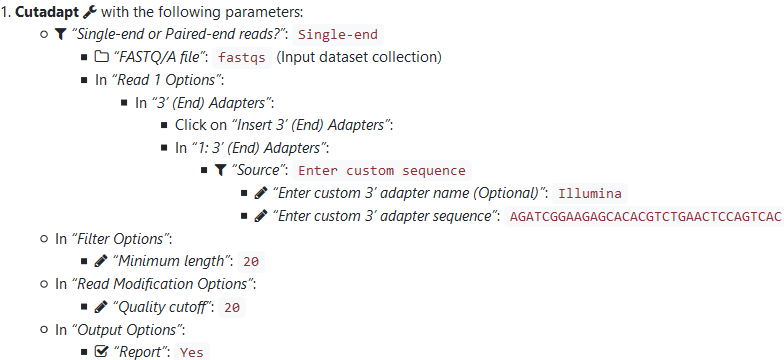 1. Cutadapt with the following parameters:
“Single-end or Paired-end reads?”: Single-end
“FASTQ/A file”: fastqs (Input dataset collection)
In “Read 1 Options”:
In “3’ (End) Adapters”:
Click on “Insert 3’ (End) Adapters”:
In “1: 3’ (End) Adapters”:
“Source”: Enter custom sequence
“Enter custom 3’ adapter name (Optional)”: Illumina
“Enter custom 3’ adapter sequence”: AGATCGGAAGAGCACACGTCTGAACTCCAGTCAC
In “Filter Options”:
“Minimum length”: 20
In “Read Modification Options”:
“Quality cutoff”: 20
In “Output Options”:
“Report”: Yes